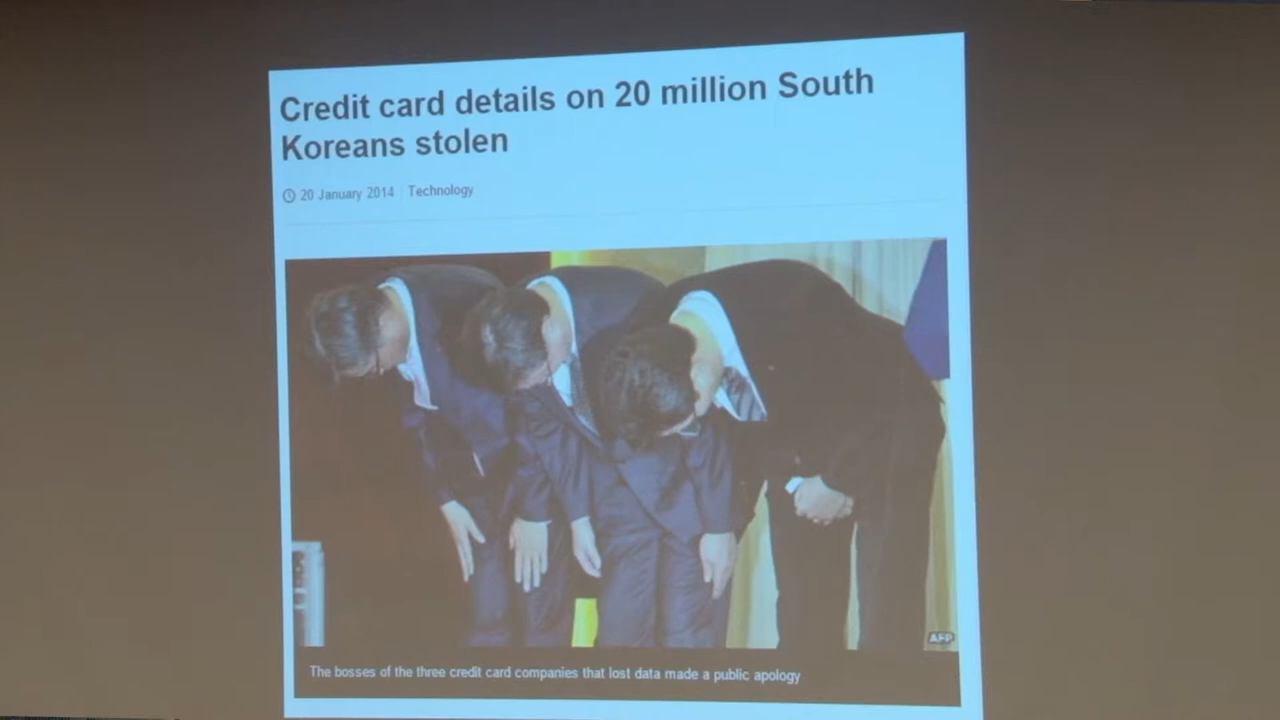 Credit card details on 20 million South
Koreans stolen
20 January 2014 Technology
AFP
The bosses of the three credit card companies that lost data made a public apology